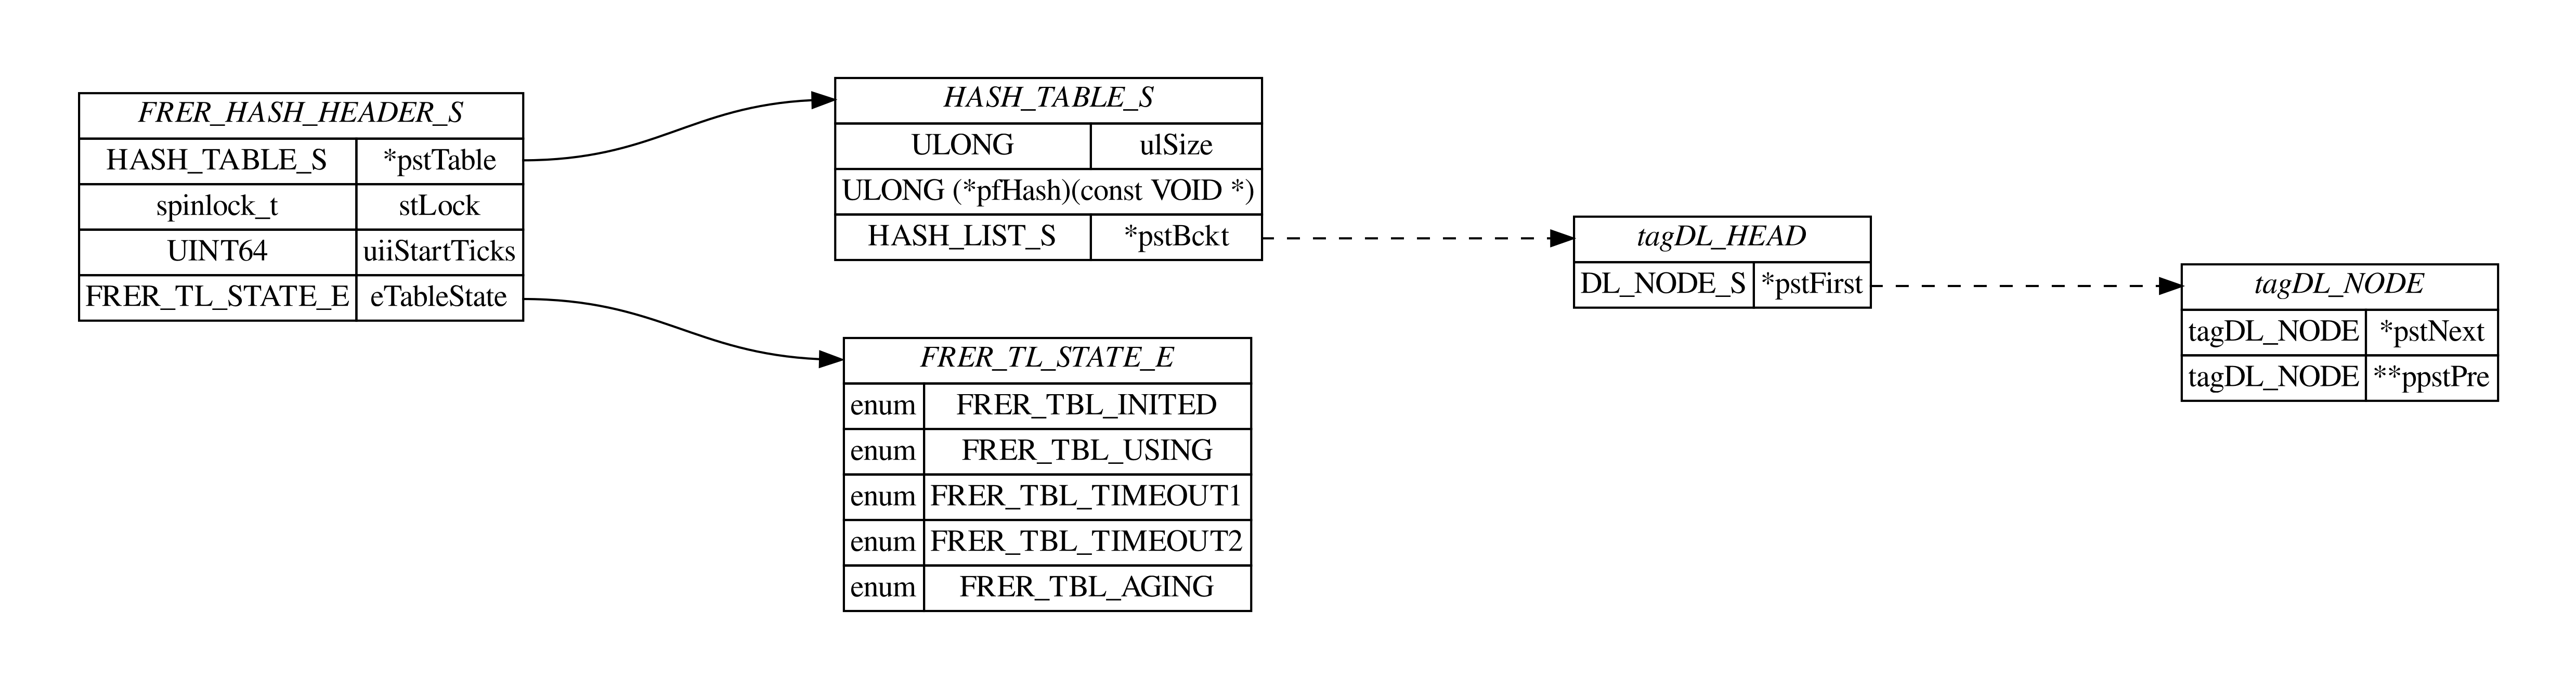 FRER_HASH_HEADER_S
HASH_TABLE_S *pstTable
spinlock_t stLock
UINT64 uiiStartTicks
FRER_TL_STATE_E eTableState
HASH_TABLE_S
ULONG ulSize
ULONG (*pfHash)(const VOID *)
HASH_LIST_S *pstBckt
FRER_TL_STATE_E
enum FRER_TBL_INITED
enum FRER_TBL_USING
enum FRER_TBL_TIMEOUT1
enum FRER_TBL_TIMEOUT2
enum FRER_TBL_AGING
tagDL_HEAD
DL_NODE_S *pstFirst
tagDL_NODE
tagDL_NODE *pstNext
tagDL_NODE **ppstPre